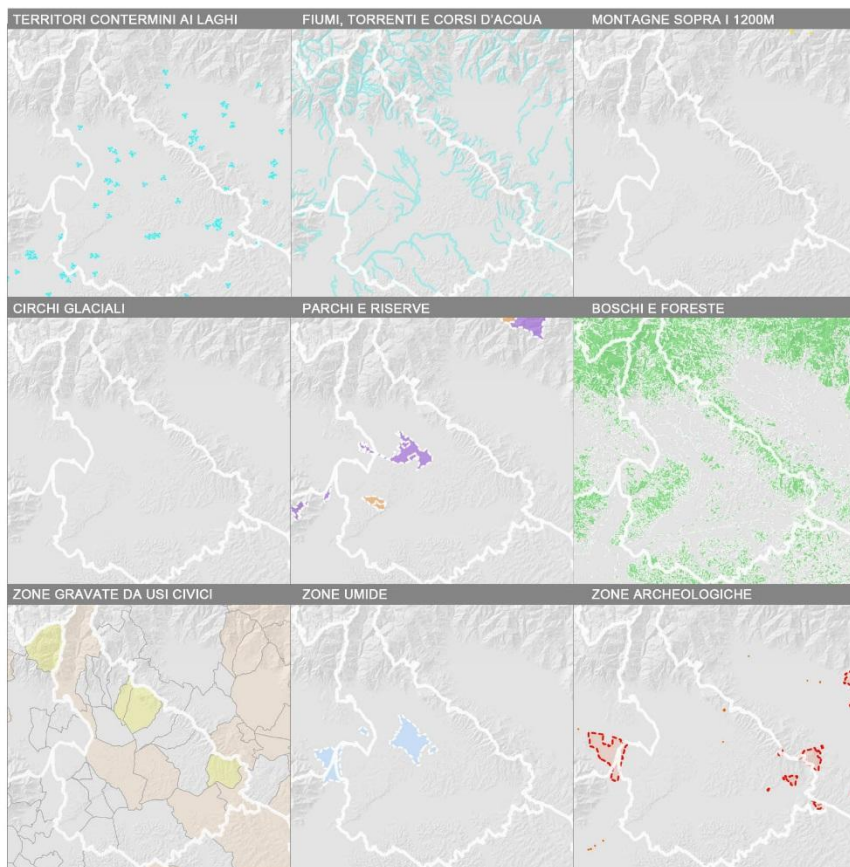 TERRITORI CONTERMINI AI LAGHI
FIUMI, TORRENTI E CORSI D'ACQUA
MONTAGNE SOPRA I 1200M
CIRCHI GLACIALI
PARCHI E RISERVE
BOSCHI E FORESTE
ZONE GRAVATE DA USI CIVICI
ZONE UMIDE
ZONE ARCHEOLOGICHE